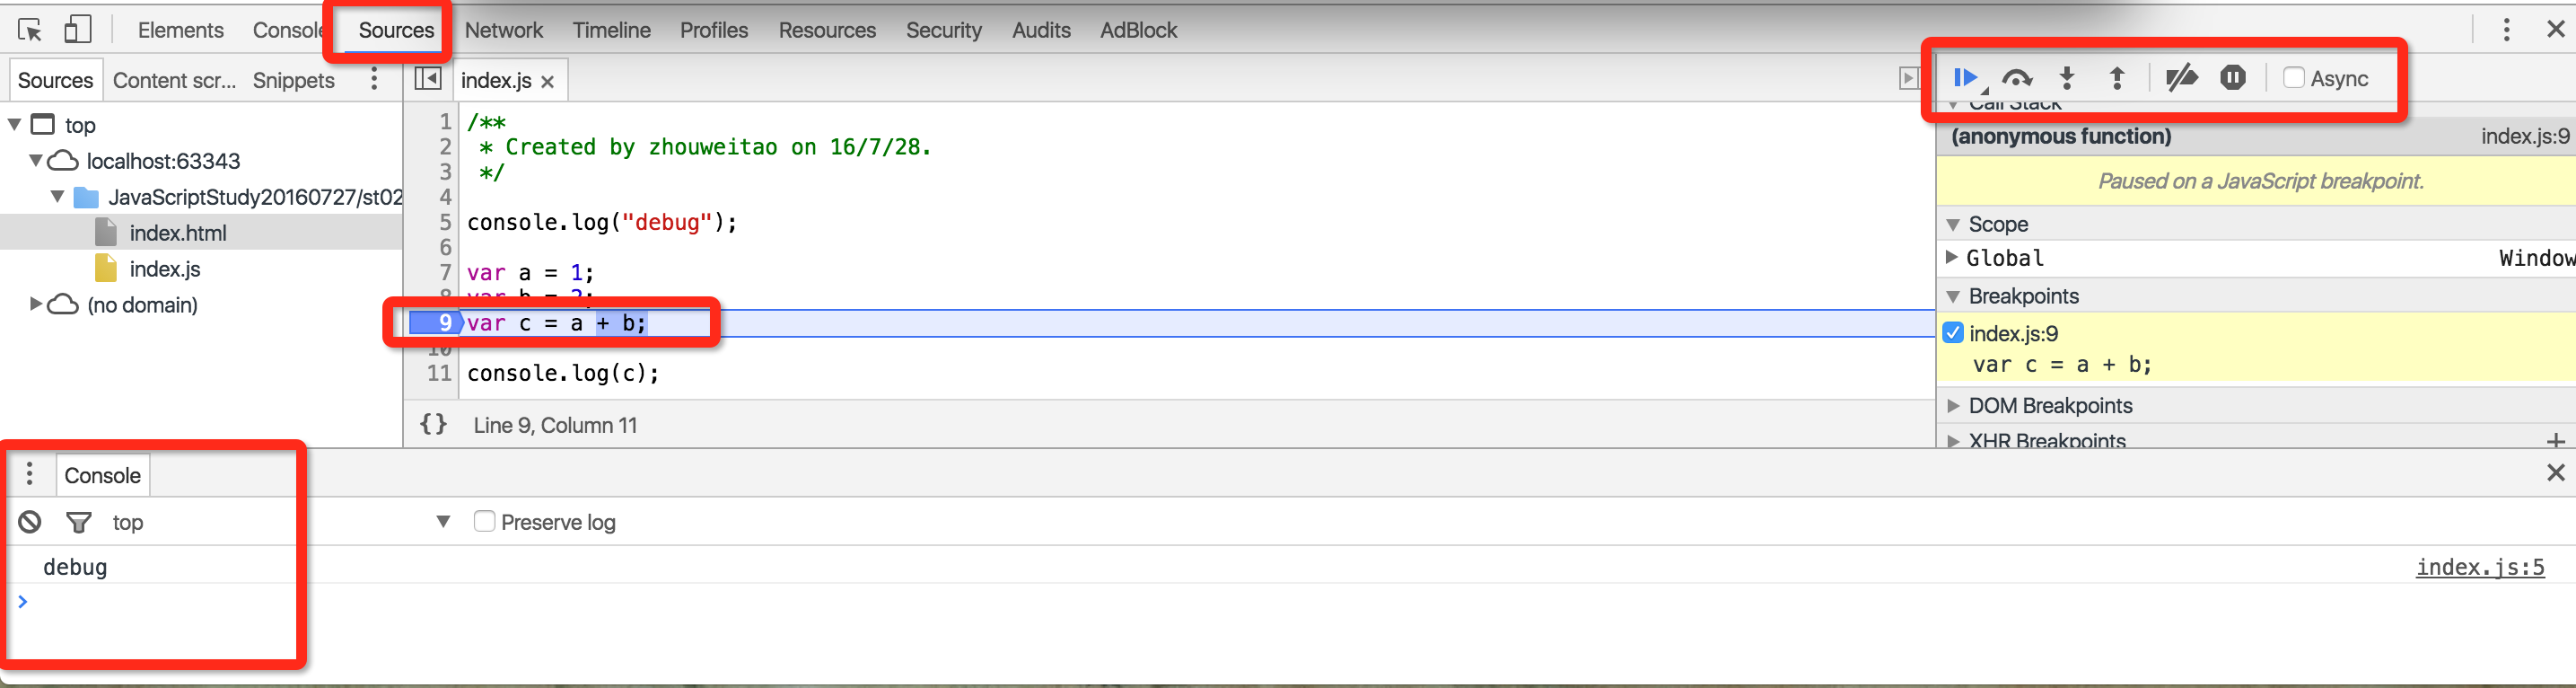 Elements Console Sources Network Timeline Profiles Resources Security Audits AdBlock
Sources Content scr... Snippets
index.js
Async
top
localhost:63343
JavaScriptStudy20160727/st02
index.html
index.js
(no domain)
1 /**
2 * Created by zhouweitao on 16/7/28.
3 */
4
5 console.log("debug");
6
7 var a = 1;
8 var b = 2;
9 var c = a + b;
10
11 console.log(c);
{} Line 9, Column 11
Call Stack
(anonymous function) index.js:9
Paused on a JavaScript breakpoint.
Scope
Global Window
Breakpoints
index.js:9
var c = a + b;
DOM Breakpoints
XHR Breakpoints
Console
top Preserve log
debug index.js:5
>